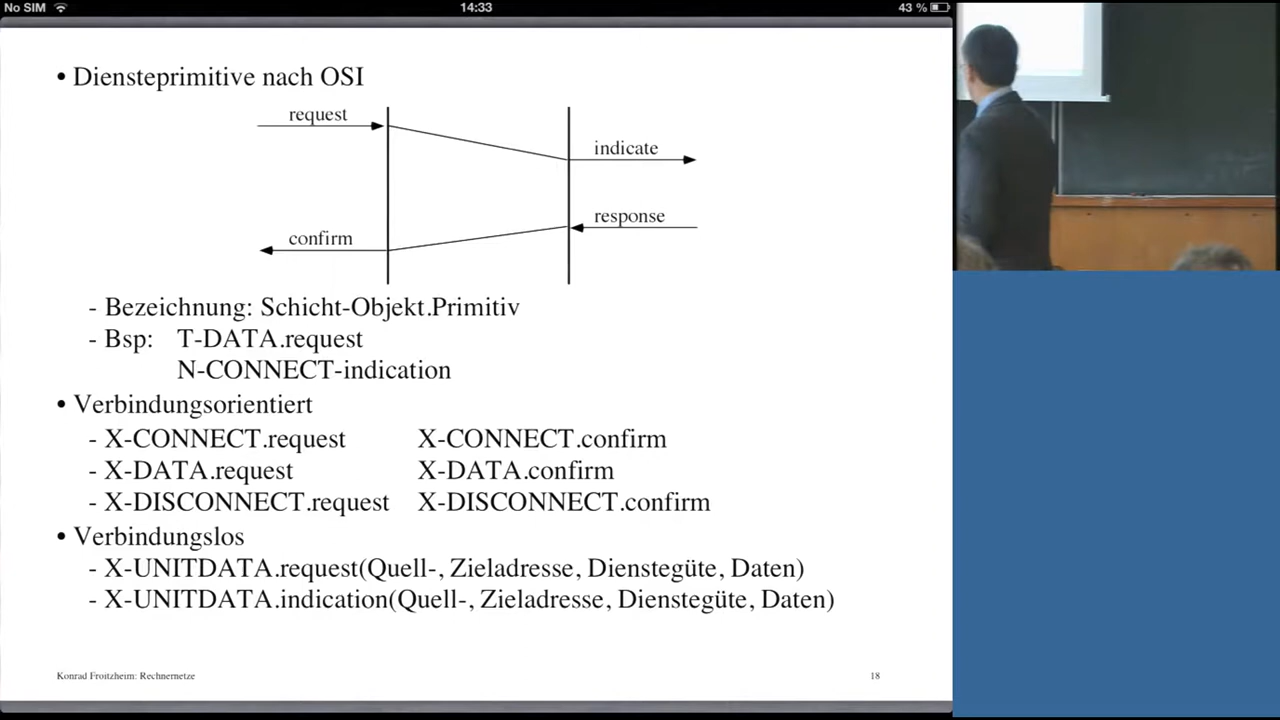 No SIM 14:33 43 %
• Diensteprimitive nach OSI
request
indicate
response
confirm
- Bezeichnung: Schicht-Objekt.Primitiv
- Bsp: T-DATA.request
N-CONNECT-indication
• Verbindungsorientiert
- X-CONNECT.request X-CONNECT.confirm
- X-DATA.request X-DATA.confirm
- X-DISCONNECT.request X-DISCONNECT.confirm
• Verbindungslos
- X-UNITDATA.request(Quell-, Zieladresse, Dienstegüte, Daten)
- X-UNITDATA.indication(Quell-, Zieladresse, Dienstegüte, Daten)
Konrad Froitzheim: Rechnernetze 18